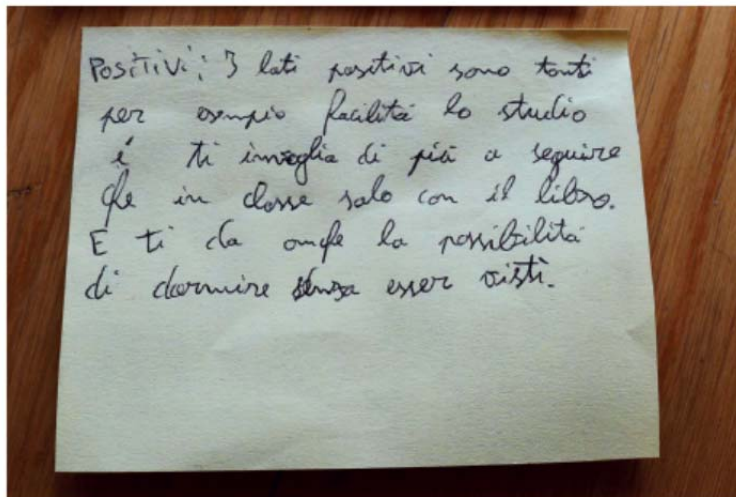 POSITIVI: I lati positivi sono tanti
per esempio facilita lo studio
i ti invoglia di più a seguire
che in classe solo con il libro.
E ti da anche la possibilità
di dormire senza esser visti.